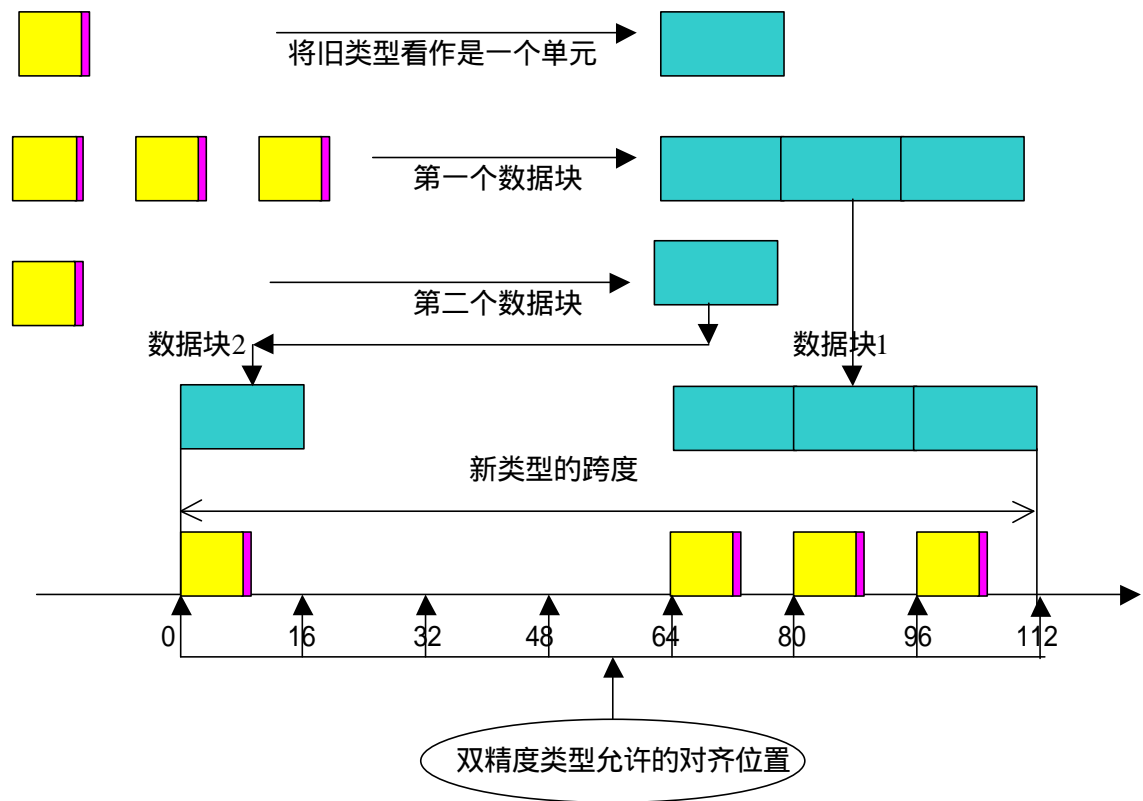 将旧类型看作是一个单元
第一个数据块
第二个数据块
数据块2
数据块1
新类型的跨度
0 16 32 48 64 80 96 112
双精度类型允许的对齐位置